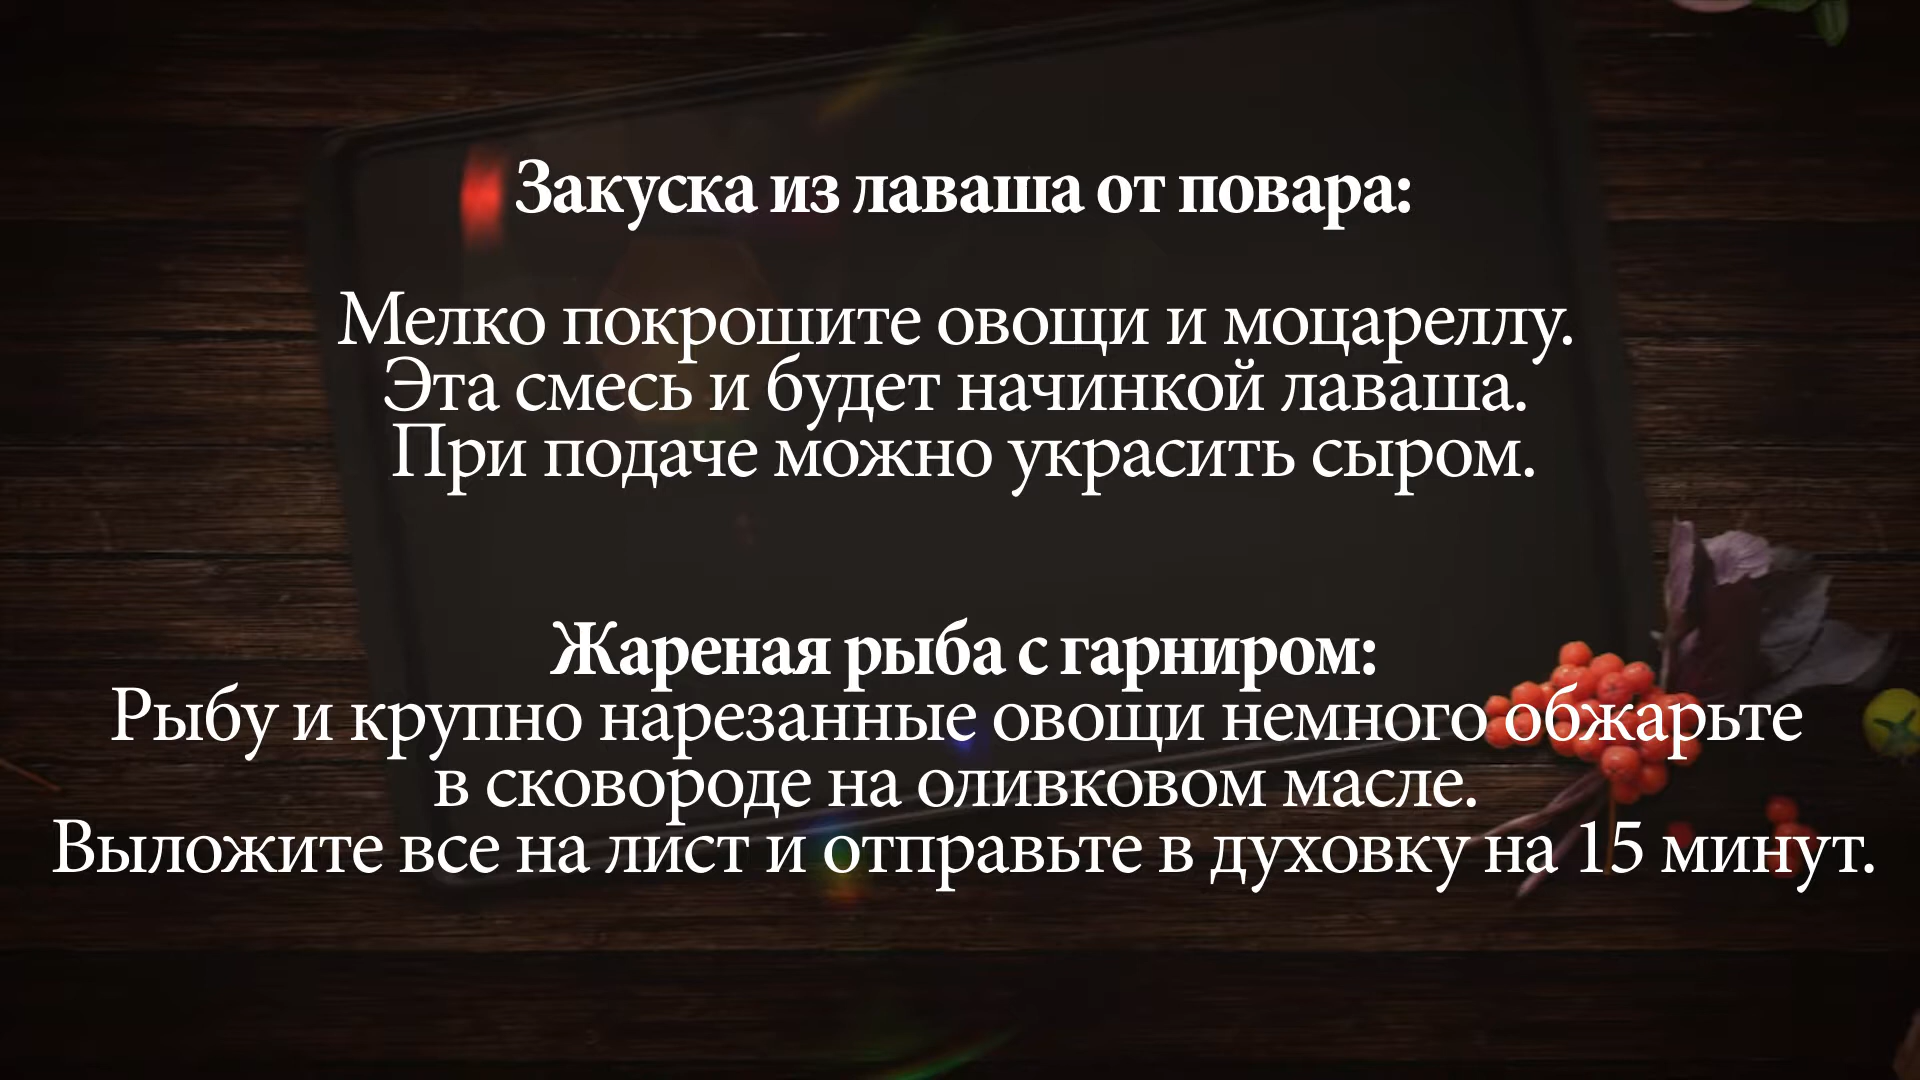 Закуска из лаваша от повара:
Мелко покрошите овощи и моцареллу.
Эта смесь и будет начинкой лаваша.
При подаче можно украсить сыром.
Жареная рыба с гарниром:
Рыбу и крупно нарезанные овощи немного обжарьте
в сковороде на оливковом масле.
Выложите все на лист и отправьте в духовку на 15 минут.